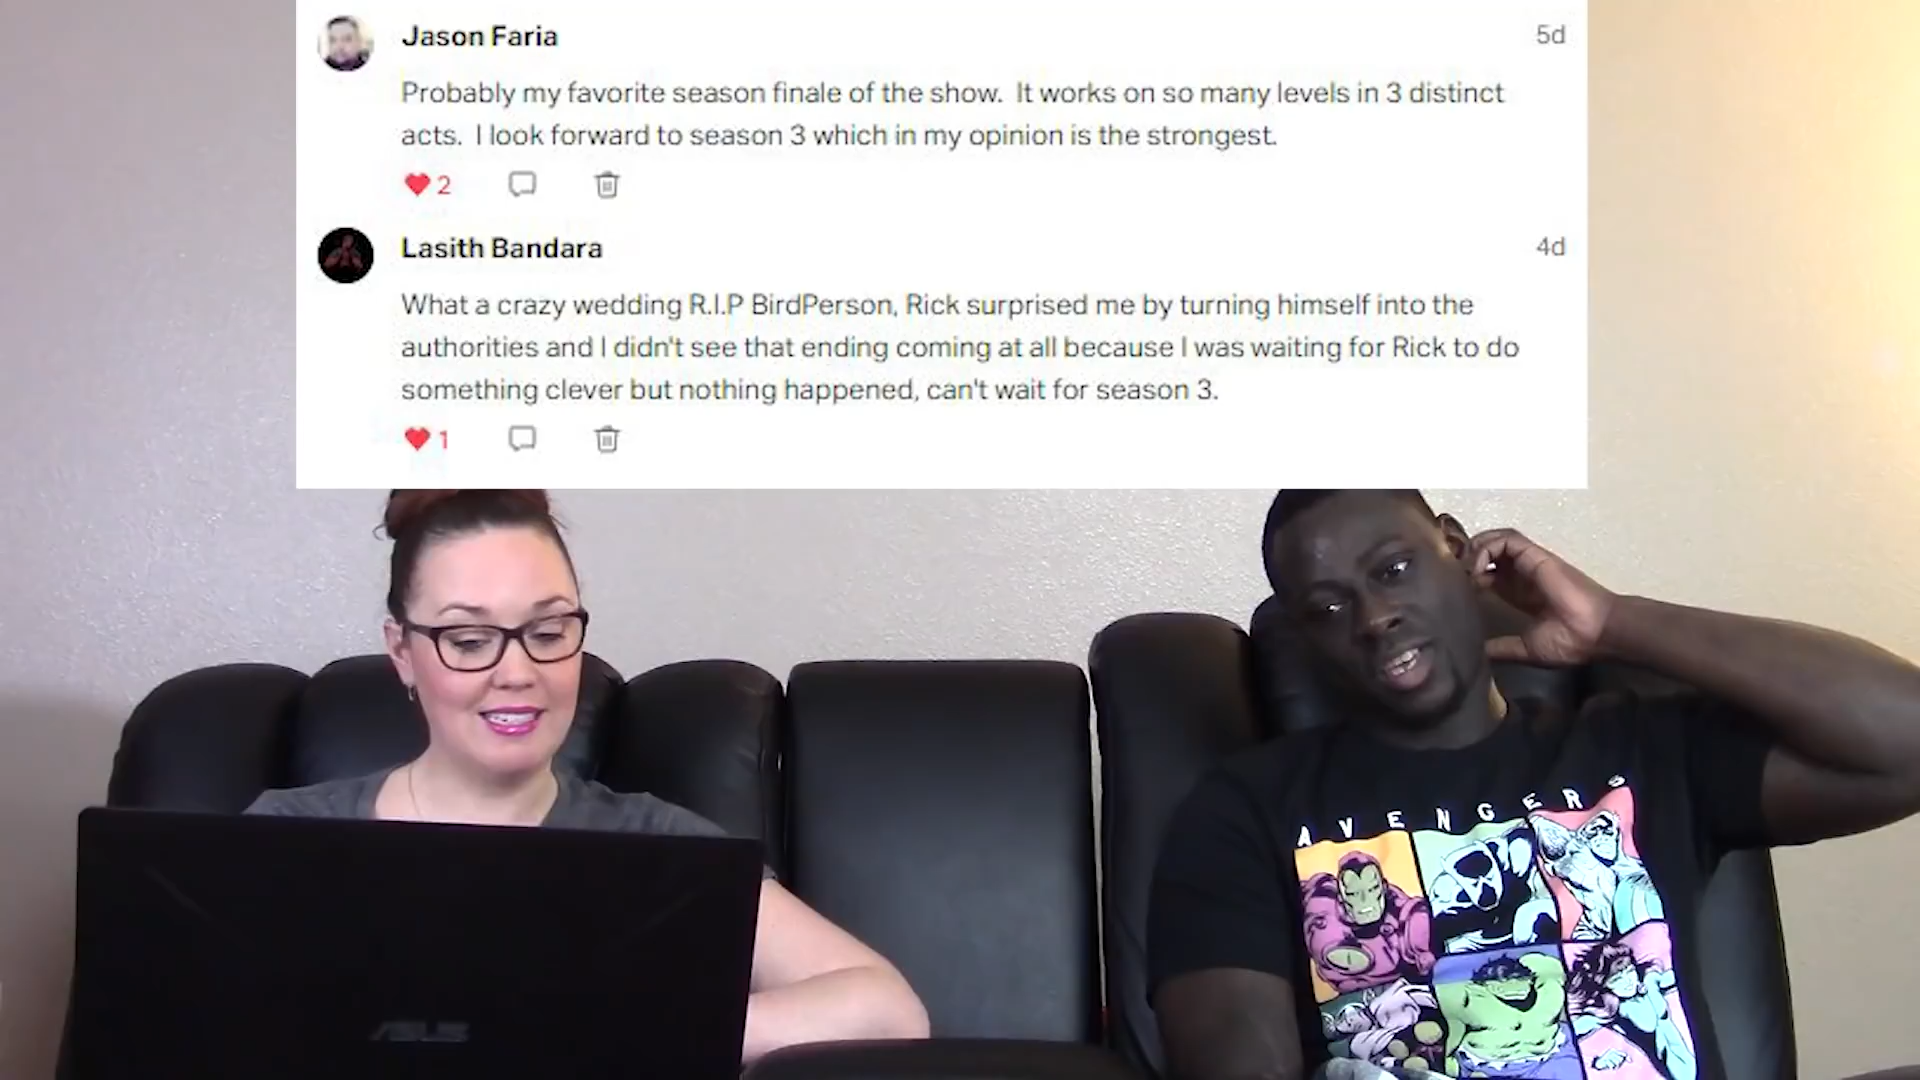 Jason Faria
5d
Probably my favorite season finale of the show.  It works on so many levels in 3 distinct
acts.  I look forward to season 3 which in my opinion is the strongest.
2
Lasith Bandara
4d
What a crazy wedding R.I.P BirdPerson, Rick surprised me by turning himself into the
authorities and I didn't see that ending coming at all because I was waiting for Rick to do
something clever but nothing happened, can't wait for season 3.
1
AVENGERS
ASUS